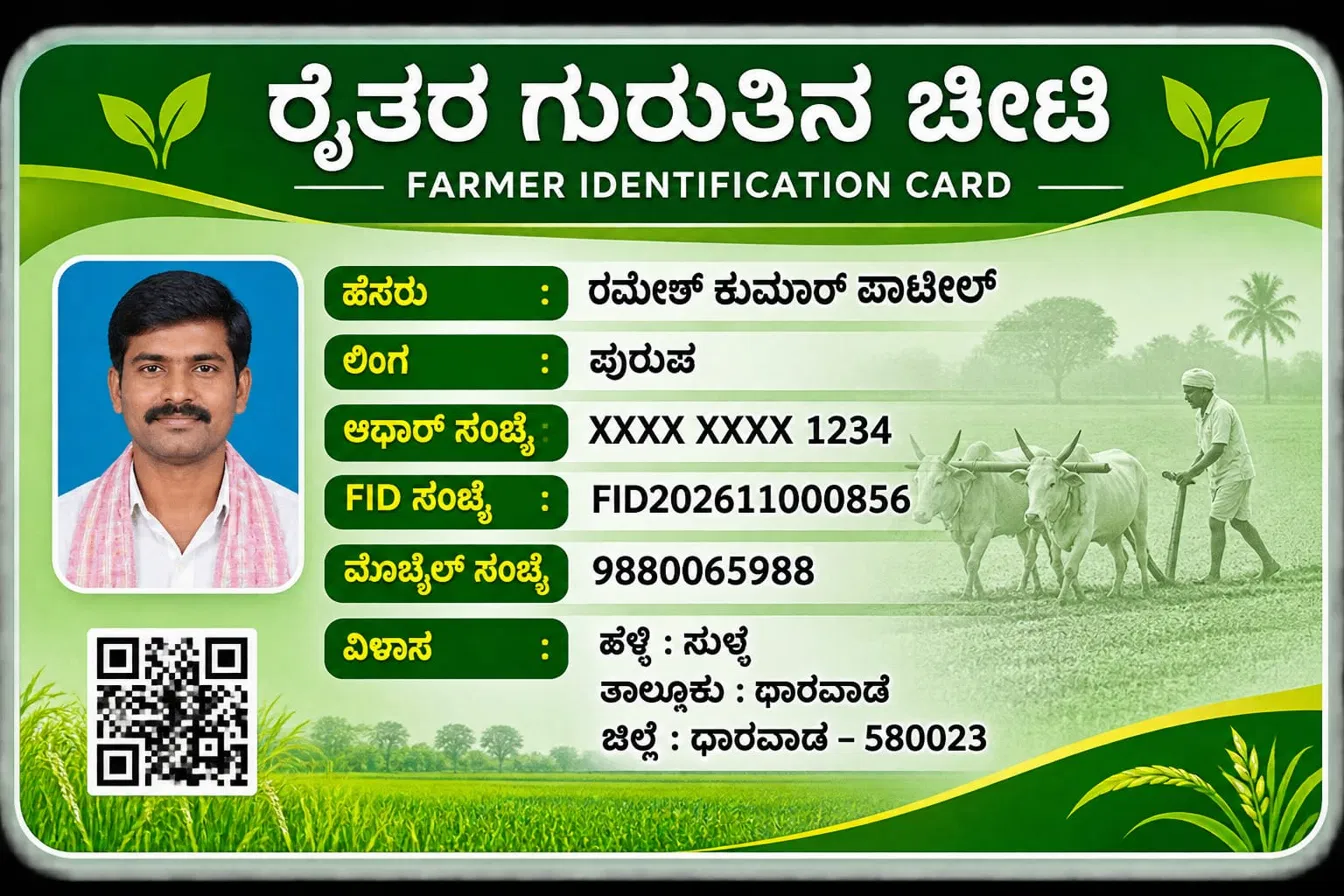 ರೈತರ ಗುರುತಿನ ಚೀಟಿ
FARMER IDENTIFICATION CARD
ಹೆಸರು : ರಮೇಶ್ ಕುಮಾರ್ ಪಾಟೀಲ್
ಲಿಂಗ : ಪುರುಪ
ಆಧಾರ್ ಸಂಚ್ಯೆ : XXXX XXXX 1234
FID ಸಂಚ್ಯೆ : FID202611000856
ಮೊಬೈಲ್ ಸಂಚ್ಯೆ 9880065988
ವಿಳಾಸ : ಹಳ್ಳಿ : ಸುಳ್ಳೆ
ತಾಲ್ಲೂಕು : ಥಾರವಾಡೆ
ಜಿಲ್ಲೆ : ಧಾರವಾಡ – 580023